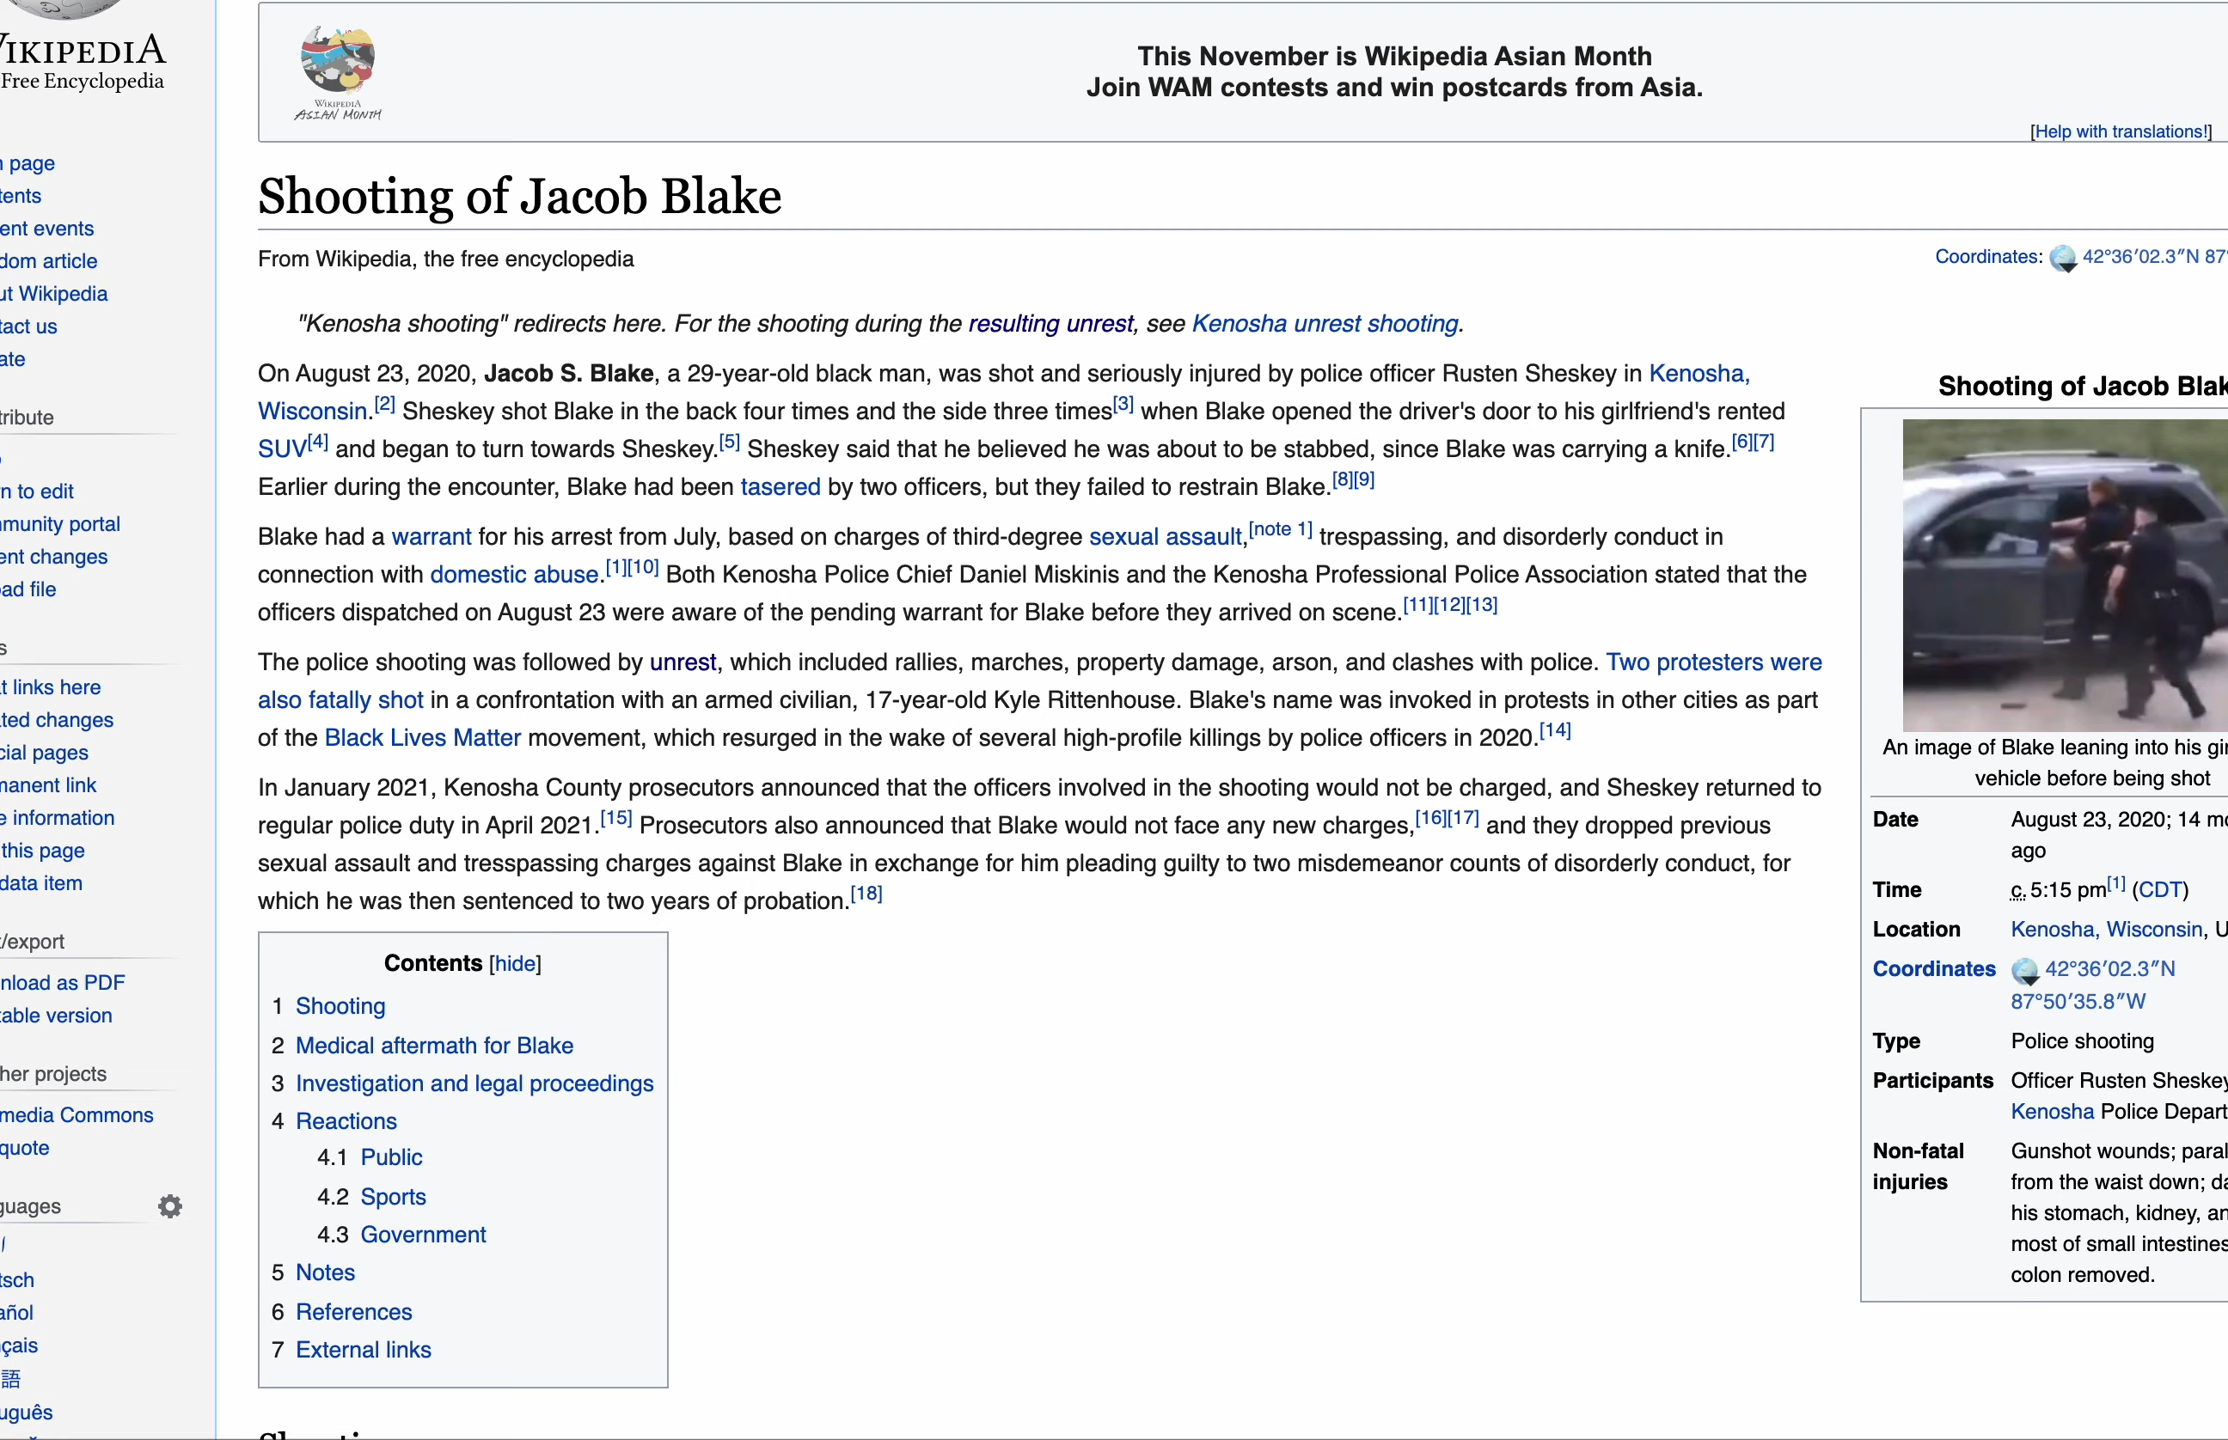 WIKIPEDIA
Free Encyclopedia
page
ent events
article
Wikipedia
us
tribute
to edit
portal
changes
file
links here
changes
pages
link
information
this page
data item
/export
as PDF
version
her projects
media Commons
quote
guages
語
WIKIPEDIA
ASIAN MONTH
This November is Wikipedia Asian Month
Join WAM contests and win postcards from Asia.
[Help with translations!]
Shooting of Jacob Blake
From Wikipedia, the free encyclopedia
Coordinates: 42°36′02.3″N 87°
"Kenosha shooting" redirects here. For the shooting during the resulting unrest, see Kenosha unrest shooting.
On August 23, 2020, Jacob S. Blake, a 29-year-old black man, was shot and seriously injured by police officer Rusten Sheskey in Kenosha,
Wisconsin.[2] Sheskey shot Blake in the back four times and the side three times[3] when Blake opened the driver's door to his girlfriend's rented
SUV[4] and began to turn towards Sheskey.[5] Sheskey said that he believed he was about to be stabbed, since Blake was carrying a knife.[6][7]
Earlier during the encounter, Blake had been tasered by two officers, but they failed to restrain Blake.[8][9]
Blake had a warrant for his arrest from July, based on charges of third-degree sexual assault,[note 1] trespassing, and disorderly conduct in
connection with domestic abuse.[1][10] Both Kenosha Police Chief Daniel Miskinis and the Kenosha Professional Police Association stated that the
officers dispatched on August 23 were aware of the pending warrant for Blake before they arrived on scene.[11][12][13]
The police shooting was followed by unrest, which included rallies, marches, property damage, arson, and clashes with police. Two protesters were
also fatally shot in a confrontation with an armed civilian, 17-year-old Kyle Rittenhouse. Blake's name was invoked in protests in other cities as part
of the Black Lives Matter movement, which resurged in the wake of several high-profile killings by police officers in 2020.[14]
In January 2021, Kenosha County prosecutors announced that the officers involved in the shooting would not be charged, and Sheskey returned to
regular police duty in April 2021.[15] Prosecutors also announced that Blake would not face any new charges,[16][17] and they dropped previous
sexual assault and tresspassing charges against Blake in exchange for him pleading guilty to two misdemeanor counts of disorderly conduct, for
which he was then sentenced to two years of probation.[18]
Contents [hide]
1 Shooting
2 Medical aftermath for Blake
3 Investigation and legal proceedings
4 Reactions
4.1 Public
4.2 Sports
4.3 Government
5 Notes
6 References
7 External links
Shooting of Jacob Blak
An image of Blake leaning into his
vehicle before being shot
Date August 23, 2020; 14
ago
Time c. 5:15 pm[1] (CDT)
Location Kenosha, Wisconsin, U
Coordinates 42°36′02.3″N
87°50′35.8″W
Type Police shooting
Participants Officer Rusten Sheskey
Kenosha Police Depart
Non-fatal injuries Gunshot wounds; paral
from the waist down;
his stomach, kidney,
most of small intestines
colon removed.